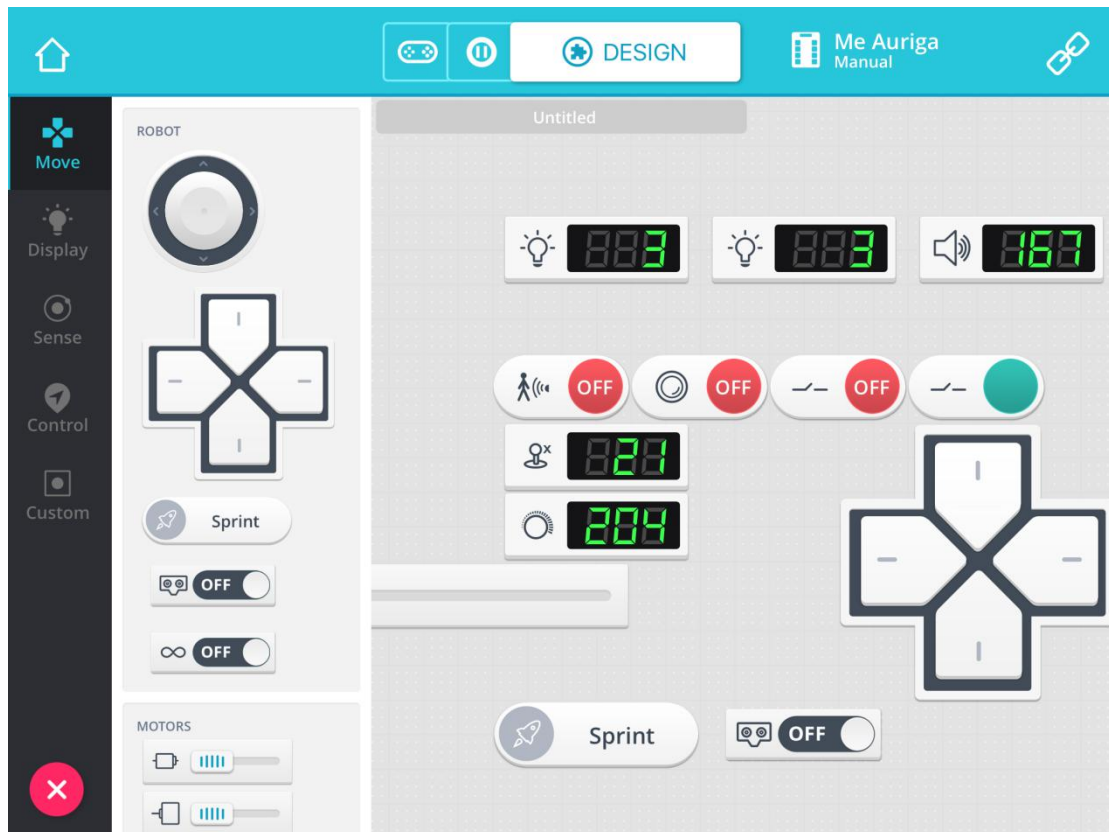 DESIGN
Me Auriga
Manual
Move
Display
Sense
Control
Custom
ROBOT
Sprint
OFF
OFF
MOTORS
Untitled
3
3
167
OFF
OFF
OFF
21
204
Sprint
OFF